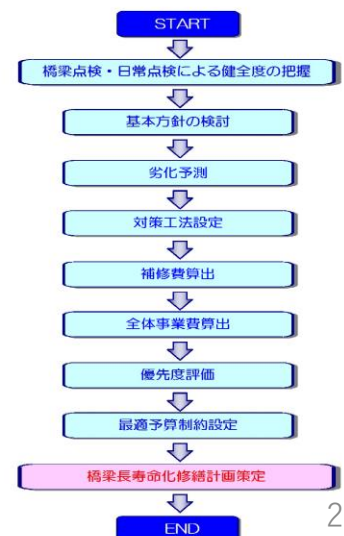 START
橋梁点検・日常点検による健全度の把握
基本方針の検討
劣化予測
対策工法設定
補修費算出
全体事業費算出
優先度評価
最適予算制約設定
橋梁長寿命化修繕計画策定
END
2